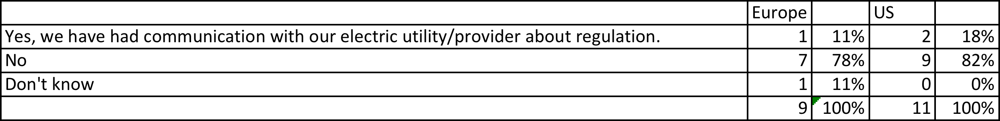 Europe US
Yes, we have had communication with our electric utility/provider about regulation. 1 11% 2 18%
No 7 78% 9 82%
Don't know 1 11% 0 0%
9 100% 11 100%